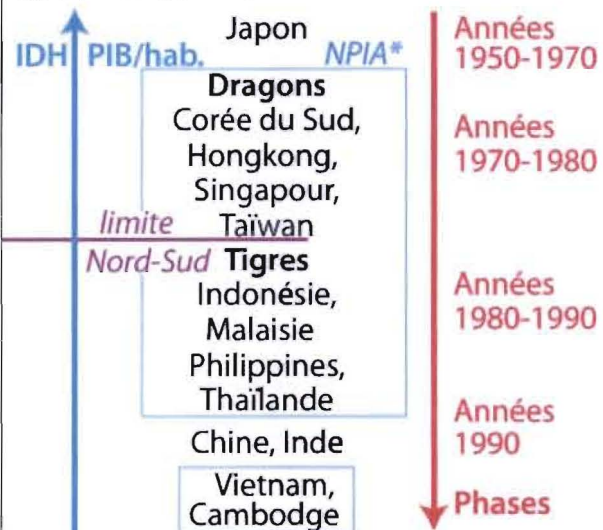 Japon
IDH PIB/hab. NPIA*
Dragons
Corée du Sud,
Hongkong,
Singapour,
Taïwan
limite
Nord-Sud
Tigres
Indonésie,
Malaisie
Philippines,
Thaïlande
Chine, Inde
Vietnam,
Cambodge
Années
1950-1970
Années
1970-1980
Années
1980-1990
Années
1990
Phases